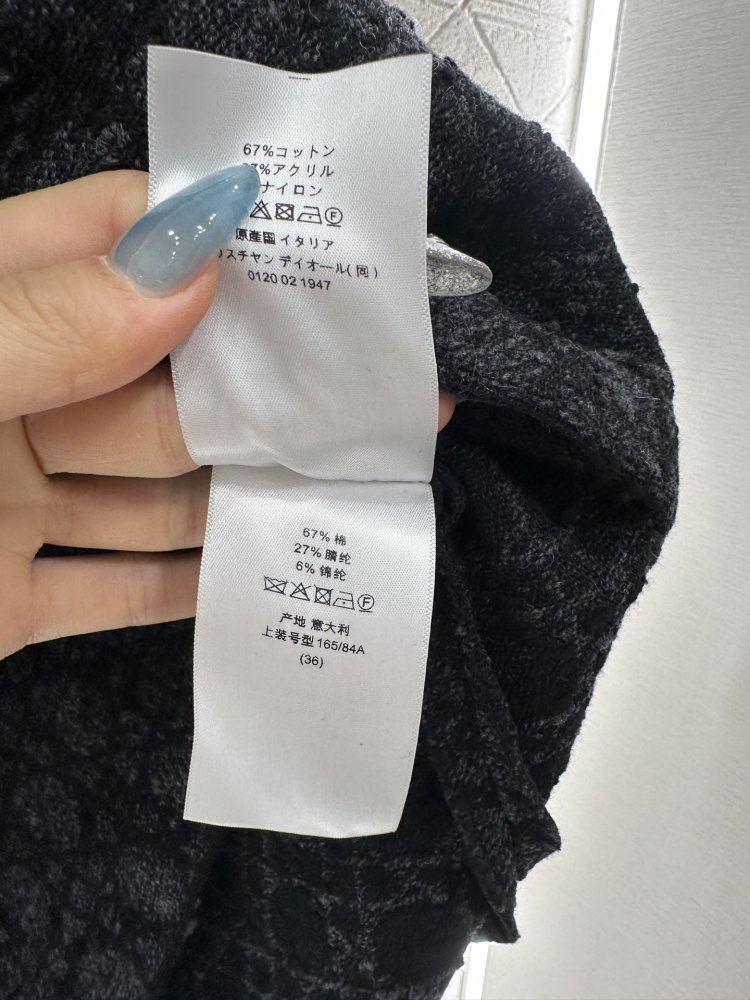 67%コットン
%アクリル
ナイロン
Ⓕ
原産国 イタリア
スチャン ディオール(同)
0120 02 1947
67% 棉
27% 腈纶
6% 锦纶
Ⓕ
产地 意大利
上装号型 165/84A
(36)